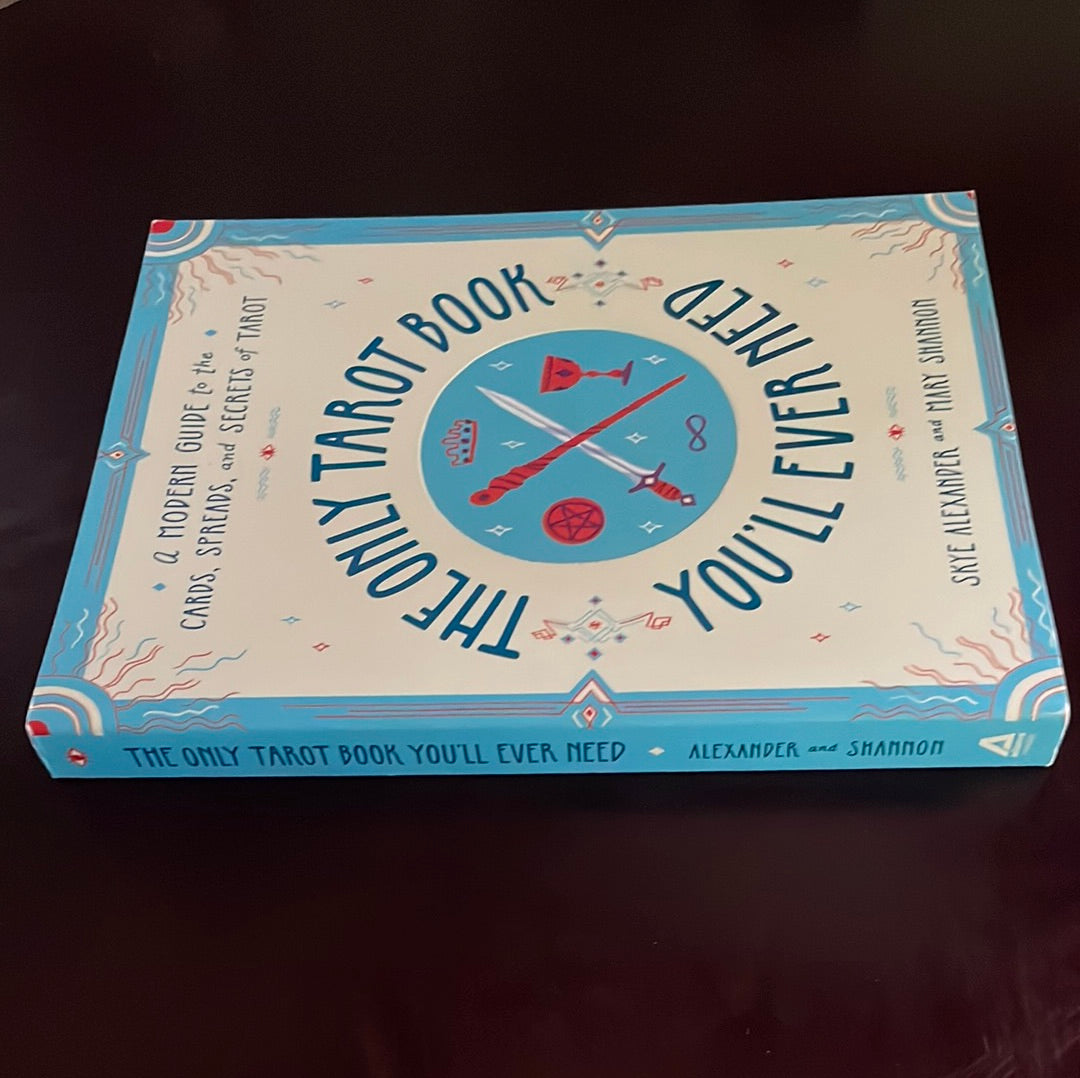 a MODERN GUIDE to the
CARDS, SPREADS, and SECRETS of TAROT
THE ONLY TAROT BOOK
YOU'LL EVER NEED
SKYE ALEXANDER and MARY SHANNON
THE ONLY TAROT BOOK YOU'LL EVER NEED ALEXANDER and SHANNON